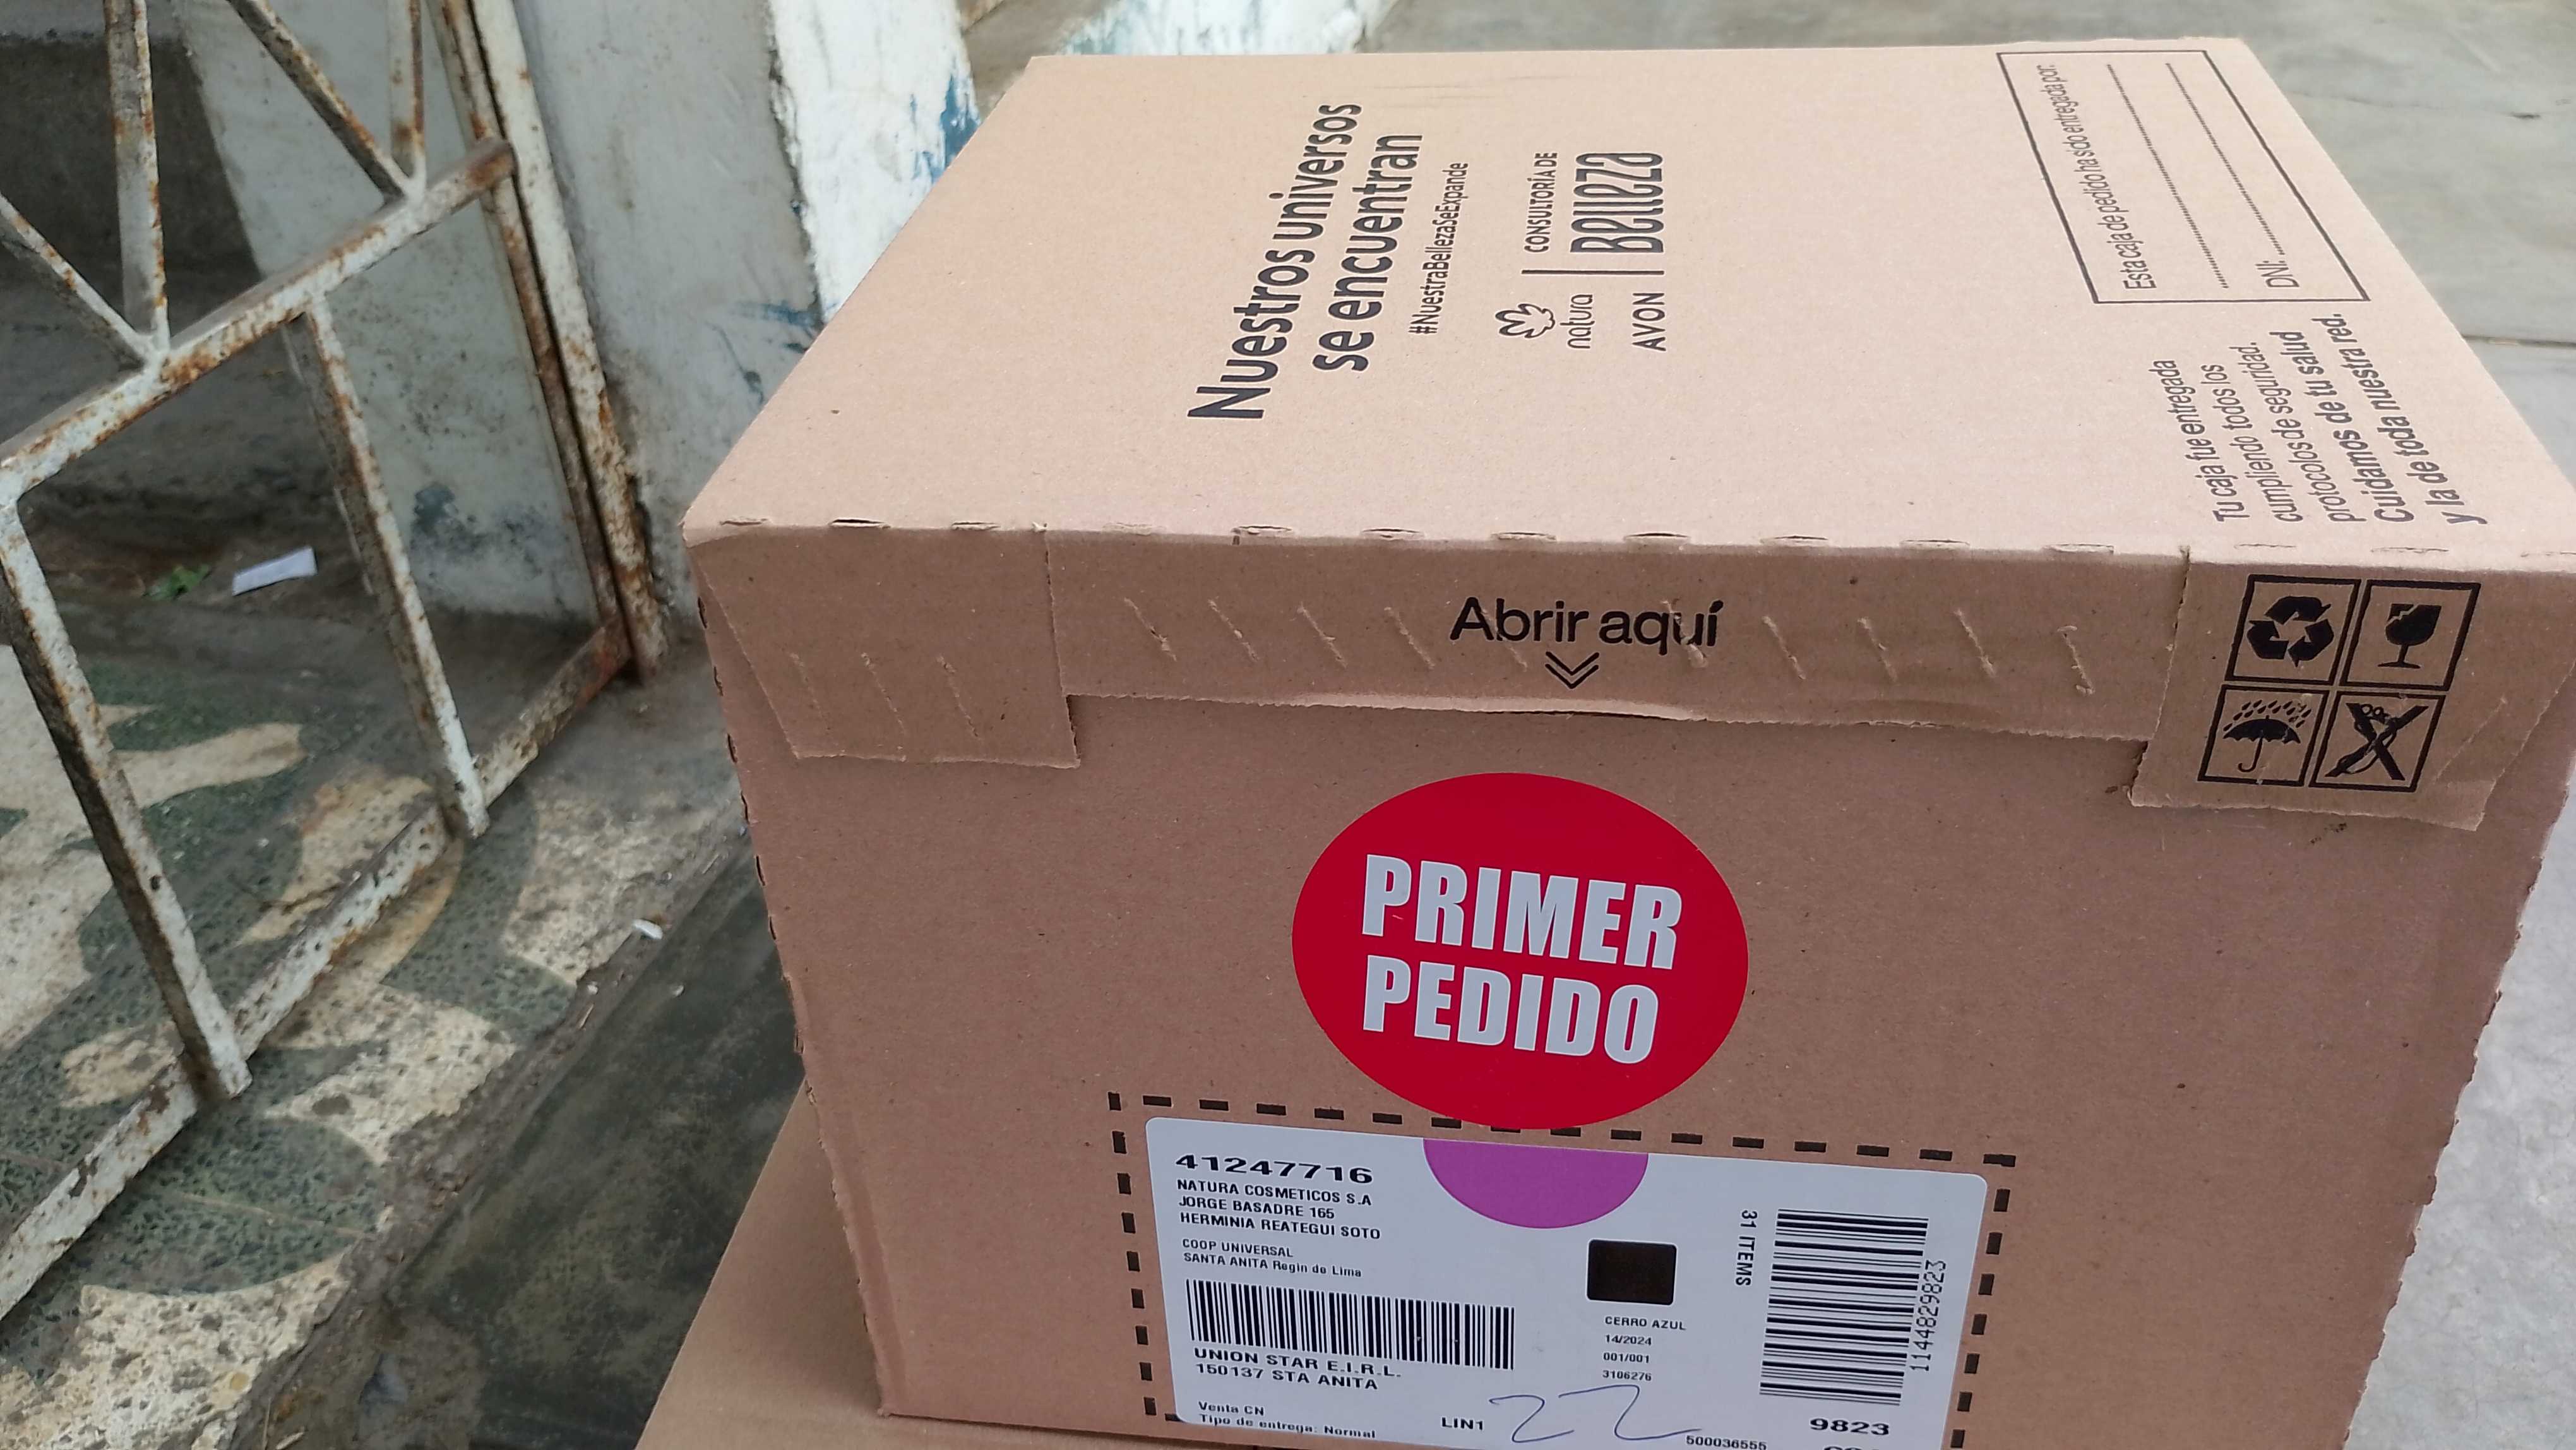 Nuestros universos
se encuentran
#NuestraBellezaSeExpande
natura
CONSULTORÍA DE
AVON
Belleza
Esta caja de pedido ha sido entregada por:
DNI:
Tu caja fue entregada
cumpliendo todos los
protocolos de seguridad.
Cuidamos de tu salud
y la de toda nuestra red.
Abrir aquí
PRIMER
PEDIDO
41247716
NATURA COSMETICOS S.A
JORGE BASADRE 165
HERMINIA REATEGUI SOTO
COOP UNIVERSAL
SANTA ANITA Regin de Lima
UNION STAR E.I.R.L.
150137 STA ANITA
Venta CN
Tipo de entrega: Normal
LIN1
22
CERRO AZUL
14/2024
001/001
3106276
31 ITEMS
1144829823
9823
500036555